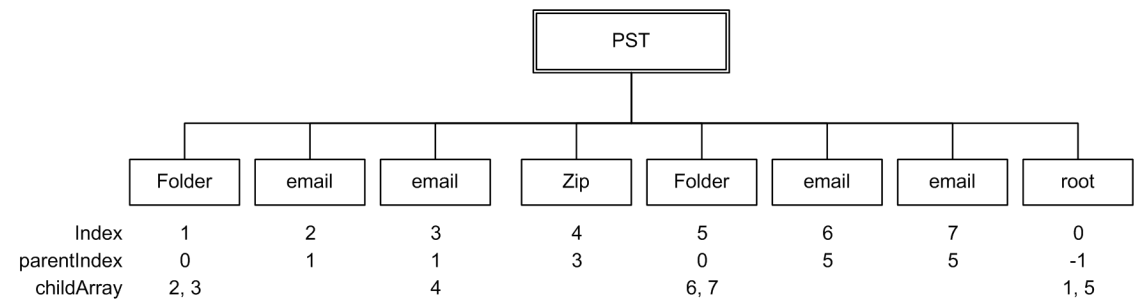 PST
Folder email email Zip Folder email email root
Index 1 2 3 4 5 6 7 0
parentIndex 0 1 1 3 0 5 5 -1
childArray 2, 3 4 6, 7 1, 5